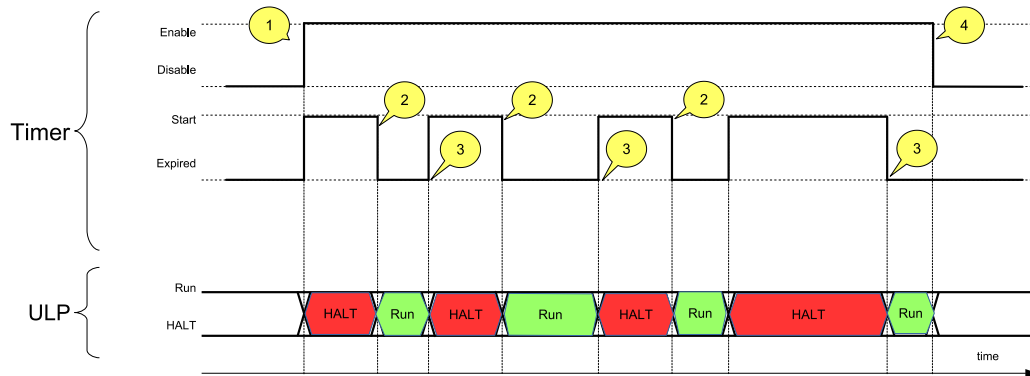 1
Enable
4
Disable
2
2
2
Start
Timer
3
3
3
Expired
Run
ULP
HALT
Run
HALT
Run
HALT
Run
HALT
Run
HALT
time